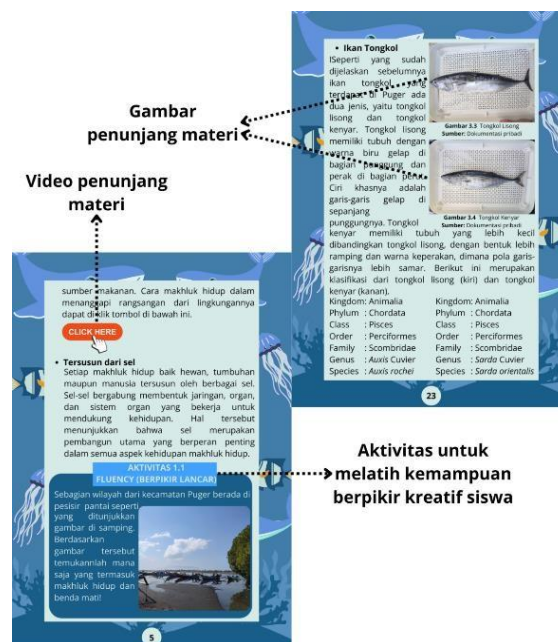 Gambar
penunjang materi
Video penunjang
materi
• Ikan Tongkol
lSeperti yang sudah
dijelaskan sebelumnya
ikan tongkol yang
terdapat di Puger ada
dua jenis, yaitu tongkol
lisong dan tongkol
kenyar. Tongkol lisong
memiliki tubuh dengan
warna biru gelap di
bagian punggung dan
perak di bagian perut.
Ciri khasnya adalah
garis-garis gelap di
sepanjang
punggungnya. Tongkol
kenyar memiliki tubuh yang lebih kecil
dibandingkan tongkol lisong, dengan bentuk lebih
ramping dan warna keperakan, dimana pola garis-
garisnya lebih samar. Berikut ini merupakan
klasifikasi dari tongkol lisong (kiri) dan tongkol
kenyar (kanan).
Gambar 3.3 Tongkol Lisong
Sumber: Dokumentasi pribadi
Gambar 3.4 Tongkol Kenyar
Sumber: Dokumentasi pribadi
Kingdom: Animalia Kingdom: Animalia
Phylum : Chordata Phylum : Chordata
Class : Pisces Class : Pisces
Order : Perciformes Order : Perciformes
Family : Scombridae Family : Scombridae
Genus : Auxis Cuvier Genus : Sarda Cuvier
Species : Auxis rochei Species : Sarda orientalis
23
sumber makanan. Cara makhluk hidup dalam
menanggapi rangsangan dari lingkungannya
dapat di klik tombol di bawah ini.
CLICK HERE
• Tersusun dari sel
Setiap makhluk hidup baik hewan, tumbuhan
maupun manusia tersusun oleh berbagai sel.
Sel-sel bergabung membentuk jaringan, organ,
dan sistem organ yang bekerja untuk
mendukung kehidupan. Hal tersebut
menunjukkan bahwa sel merupakan
pembangun utama yang berperan penting
dalam semua aspek kehidupan makhluk hidup.
AKTIVITAS 1.1
FLUENCY (BERPIKIR LANCAR)
Sebagian wilayah dari kecamatan Puger berada di
pesisir pantai seperti
yang ditunjukkan
gambar di samping.
Berdasarkan
gambar tersebut
temukannlah mana
saja yang termasuk
makhluk hidup dan
benda mati!
5
Aktivitas untuk
melatih kemampuan
berpikir kreatif siswa